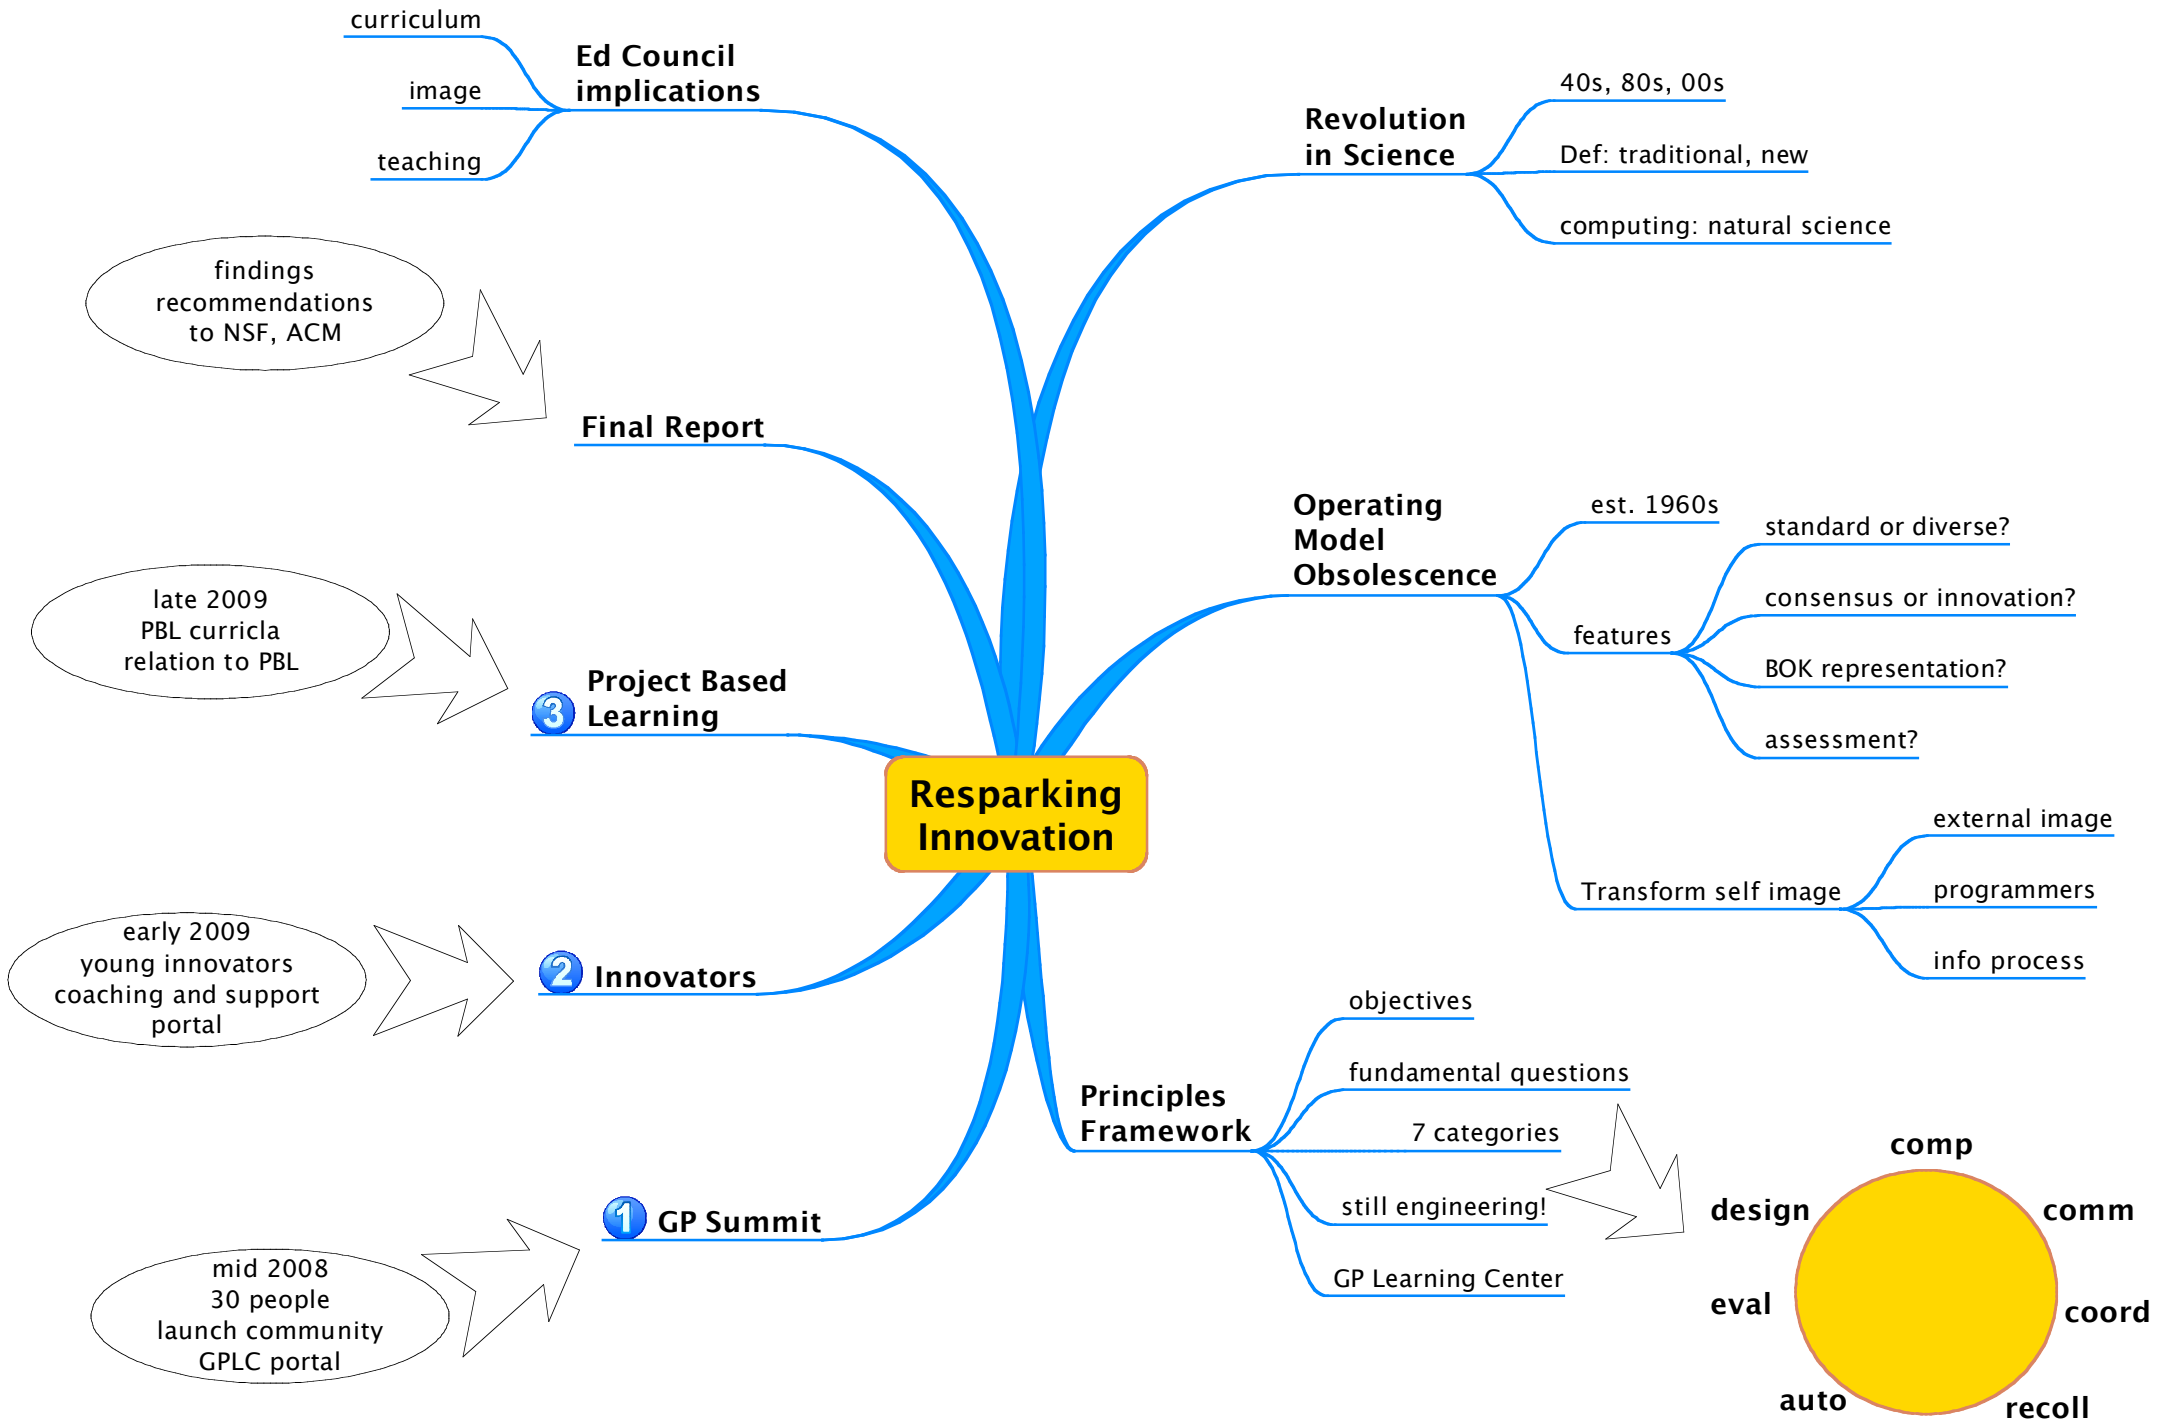 curriculum
image
teaching
Ed Council
implications
findings
recommendations
to NSF, ACM
Final Report
late 2009
PBL curricla
relation to PBL
3
Project Based
Learning
early 2009
young innovators
coaching and support
portal
2
Innovators
mid 2008
30 people
launch community
GPLC portal
1
GP Summit
Resparking
Innovation
Revolution
in Science
40s, 80s, 00s
Def: traditional, new
computing: natural science
Operating
Model
Obsolescence
est. 1960s
features
standard or diverse?
consensus or innovation?
BOK representation?
assessment?
Transform self image
external image
programmers
info process
Principles
Framework
objectives
fundamental questions
7 categories
still engineering!
GP Learning Center
comp
design
comm
eval
coord
auto
recoll